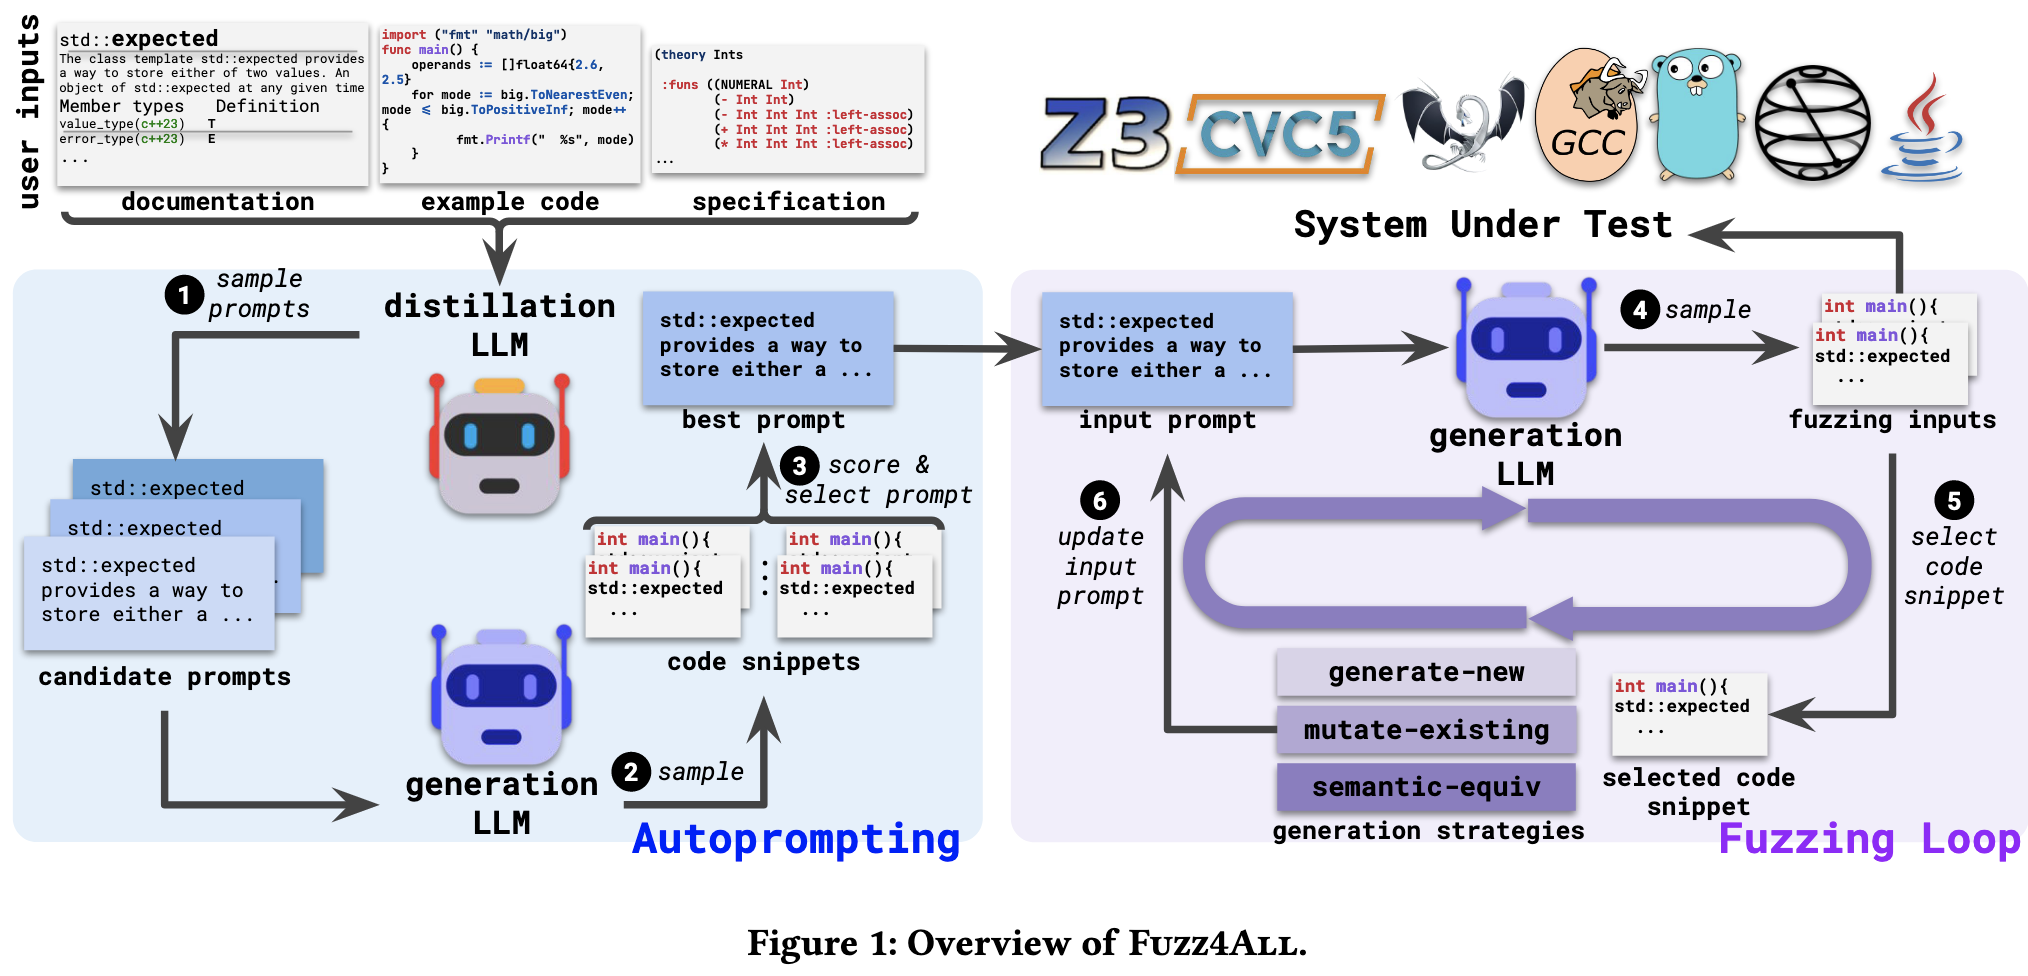 user inputs
std::expected
The class template std::expected provides
a way to store either of two values. An
object of std::expected at any given time
Member types Definition
value_type(c++23) T
error_type(c++23) E
...
documentation
import ("fmt" "math/big")
func main() {
operands := []float64{2.6,
2.5}
for mode := big.ToNearestEven;
mode <= big.ToPositiveInf; mode++
{
fmt.Printf("  %s", mode)
}
}
example code
(theory Ints
:funs ((NUMERAL Int)
(- Int Int)
(- Int Int Int :left-assoc)
(+ Int Int Int :left-assoc)
(* Int Int Int :left-assoc)
...
specification
Z3
CVC5
GCC
System Under Test
1 sample
prompts
distillation
LLM
std::expected
std::expected
std::expected
provides a way to
store either a ...
candidate prompts
generation
LLM
2 sample
int main(){
int main(){
std::expected
...
int main(){
int main(){
std::expected
...
code snippets
3 score &
select prompt
std::expected
provides a way to
store either a ...
best prompt
Autoprompting
std::expected
provides a way to
store either a ...
input prompt
generation
LLM
4 sample
int main(){
int main(){
std::expected
...
fuzzing inputs
5
select
code
snippet
int main(){
std::expected
...
selected code
snippet
generate-new
mutate-existing
semantic-equiv
generation strategies
6
update
input
prompt
Fuzzing Loop
Figure 1: Overview of Fuzz4All.